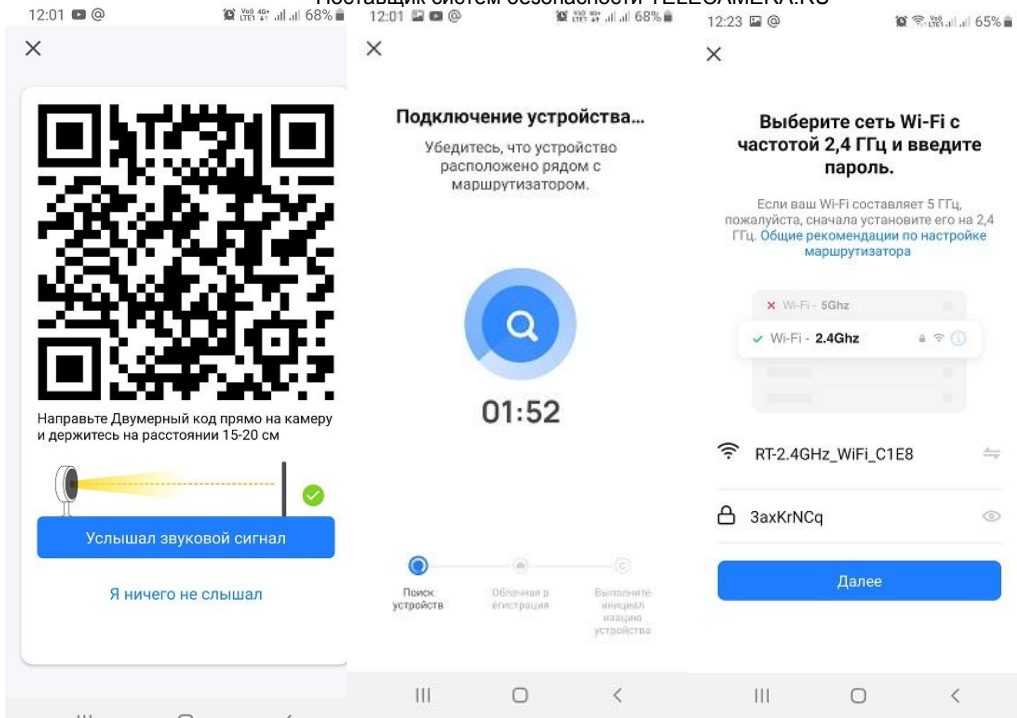 Поставщик систем безопасности TELECAMERA.RU
12:01 @ 68%
Направьте Двумерный код прямо на камеру
и держитесь на расстоянии 15-20 см
Услышал звуковой сигнал
Я ничего не слышал
12:01 @ 68%
Подключение устройства...
Убедитесь, что устройство
расположено рядом с
маршрутизатором.
01:52
Поиск
устройств
Облачная р
егистрация
Выполните
инициал
изацию
устройства
12:23 @ 65%
Выберите сеть Wi-Fi с
частотой 2,4 ГГц и введите
пароль.
Если ваш Wi-Fi составляет 5 ГГц,
пожалуйста, сначала установите его на 2,4
ГГц. Общие рекомендации по настройке
маршрутизатора
Wi-Fi - 5Ghz
Wi-Fi - 2.4Ghz
RT-2.4GHz_WiFi_C1E8
3axKrNCq
Далее